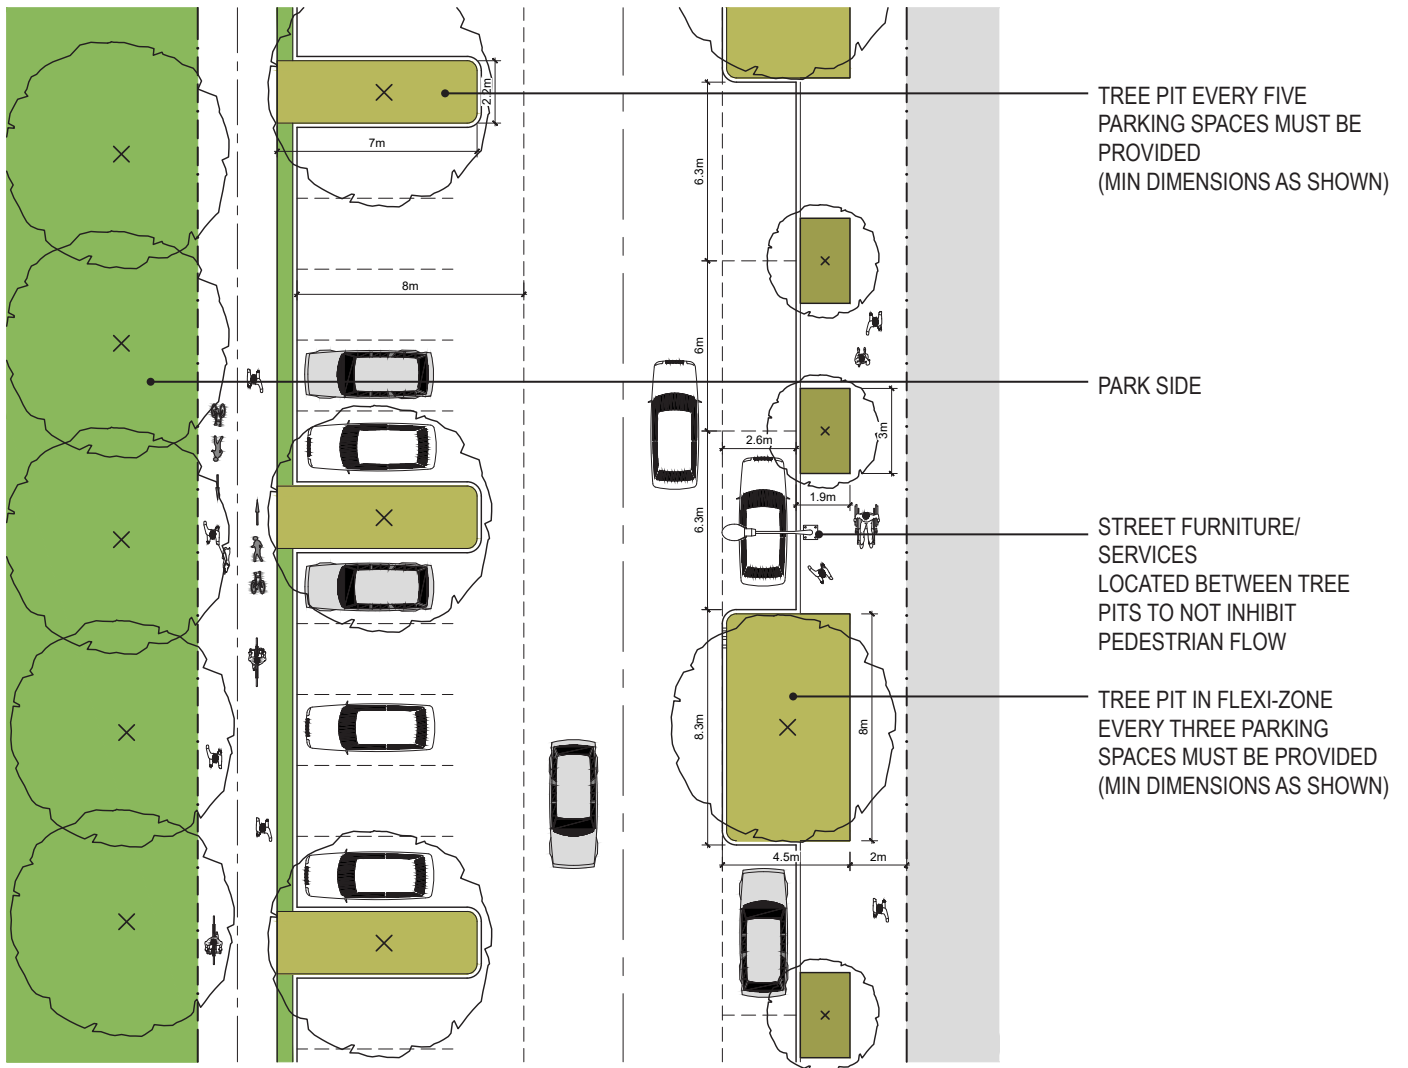 TREE PIT EVERY FIVE
PARKING SPACES MUST BE
PROVIDED
(MIN DIMENSIONS AS SHOWN)
2.2m
7m
6.3m
8m
6m
PARK SIDE
2.6m
3m
1.9m
6.3m
STREET FURNITURE/
SERVICES
LOCATED BETWEEN TREE
PITS TO NOT INHIBIT
PEDESTRIAN FLOW
TREE PIT IN FLEXI-ZONE
EVERY THREE PARKING
SPACES MUST BE PROVIDED
(MIN DIMENSIONS AS SHOWN)
8.3m
8m
4.5m
2m